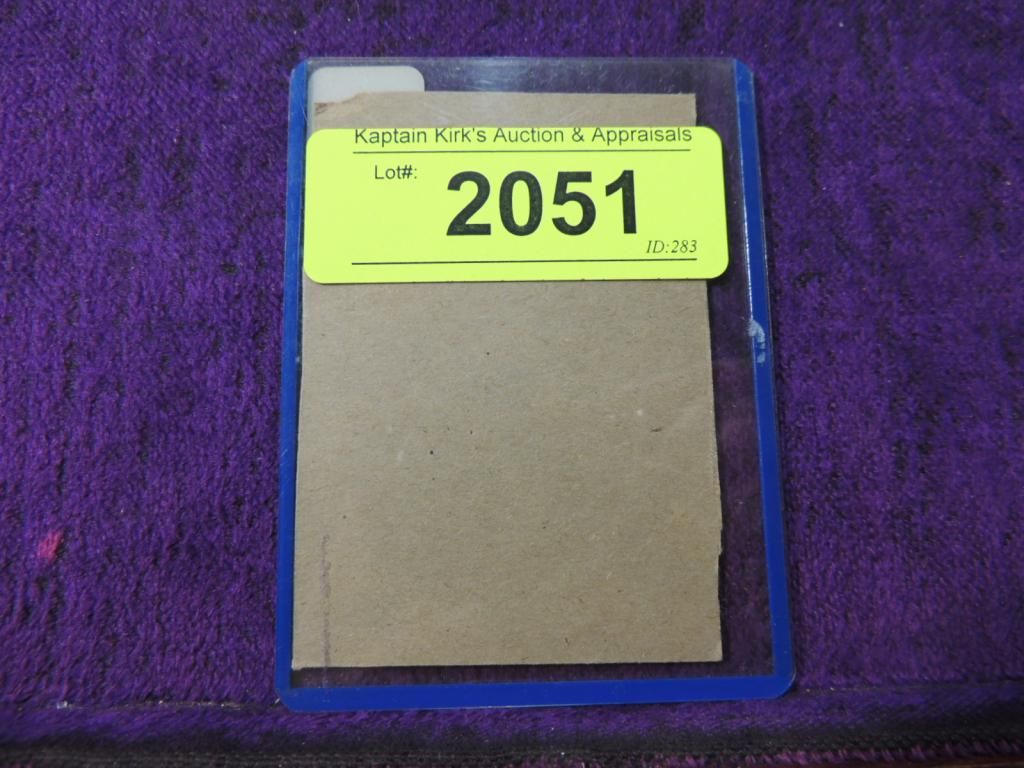 Kaptain Kirk's Auction & Appraisals
Lot#: 2051
ID:283